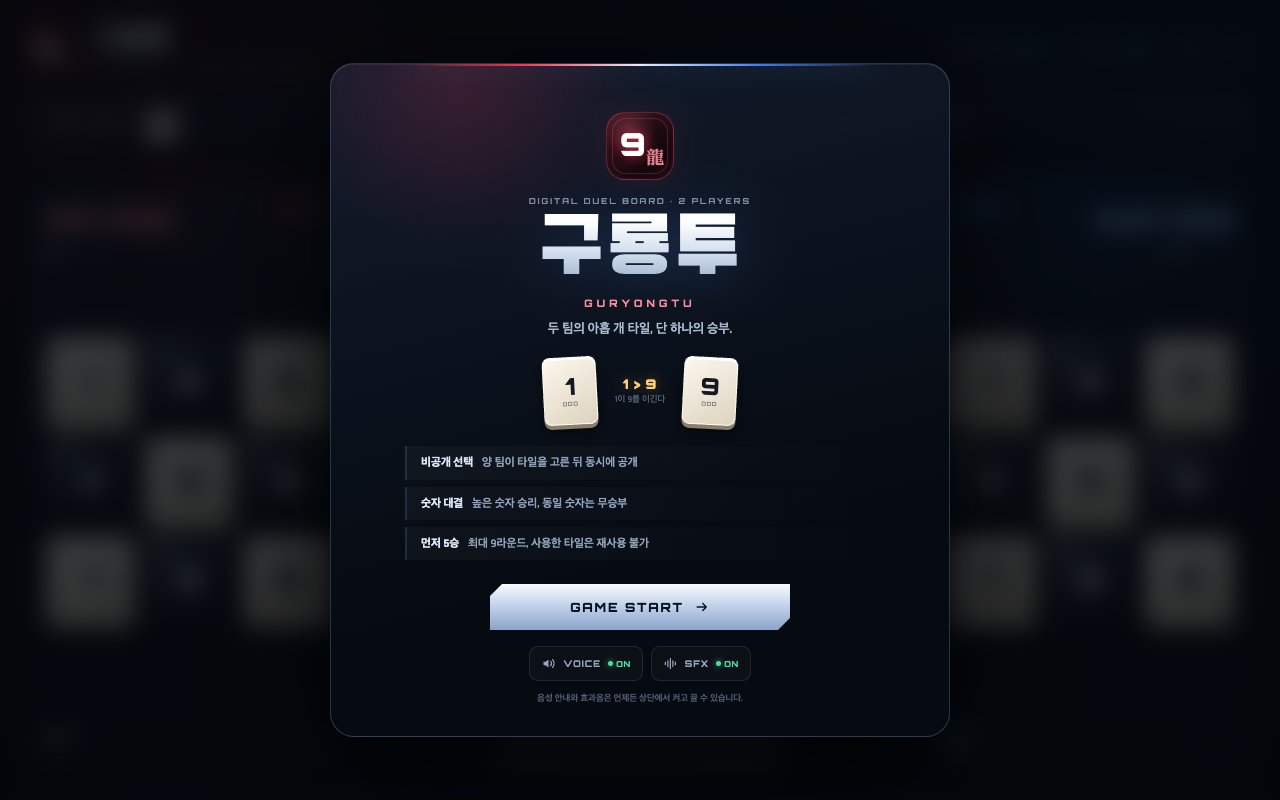 9龍
DIGITAL DUEL BOARD · 2 PLAYERS
구룡투
GURYONGTU
두 팀의 아홉 개 타일, 단 하나의 승부.
1
1 > 9
1이 9를 이긴다
9
비공개 선택 양 팀이 타일을 고른 뒤 동시에 공개
숫자 대결 높은 숫자 승리, 동일 숫자는 무승부
먼저 5승 최대 9라운드, 사용한 타일은 재사용 불가
GAME START →
VOICE ON
SFX ON
음성 안내와 효과음은 언제든 상단에서 켜고 끌 수 있습니다.